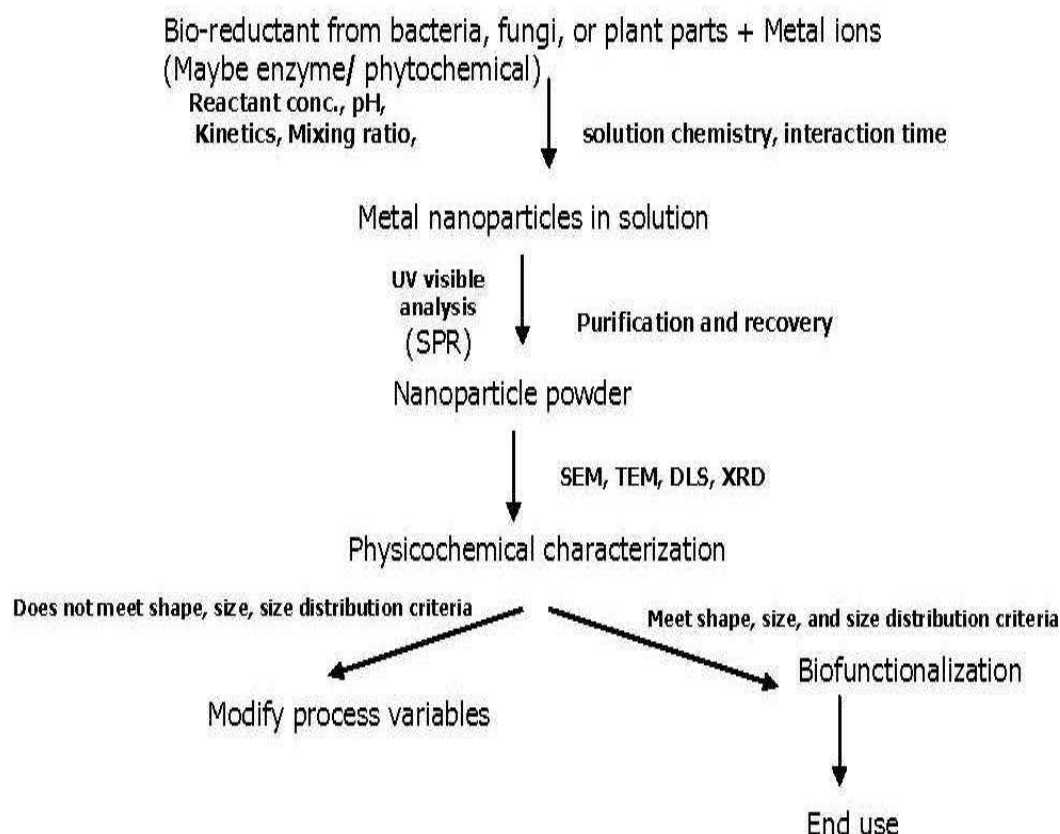 Bio-reductant from bacteria, fungi, or plant parts + Metal ions
(Maybe enzyme/ phytochemical)
Reactant conc., pH,
Kinetics, Mixing ratio,
solution chemistry, interaction time
Metal nanoparticles in solution
UV visible
analysis
(SPR)
Purification and recovery
Nanoparticle powder
SEM, TEM, DLS, XRD
Physicochemical characterization
Does not meet shape, size, size distribution criteria
Meet shape, size, and size distribution criteria
Biofunctionalization
Modify process variables
End use